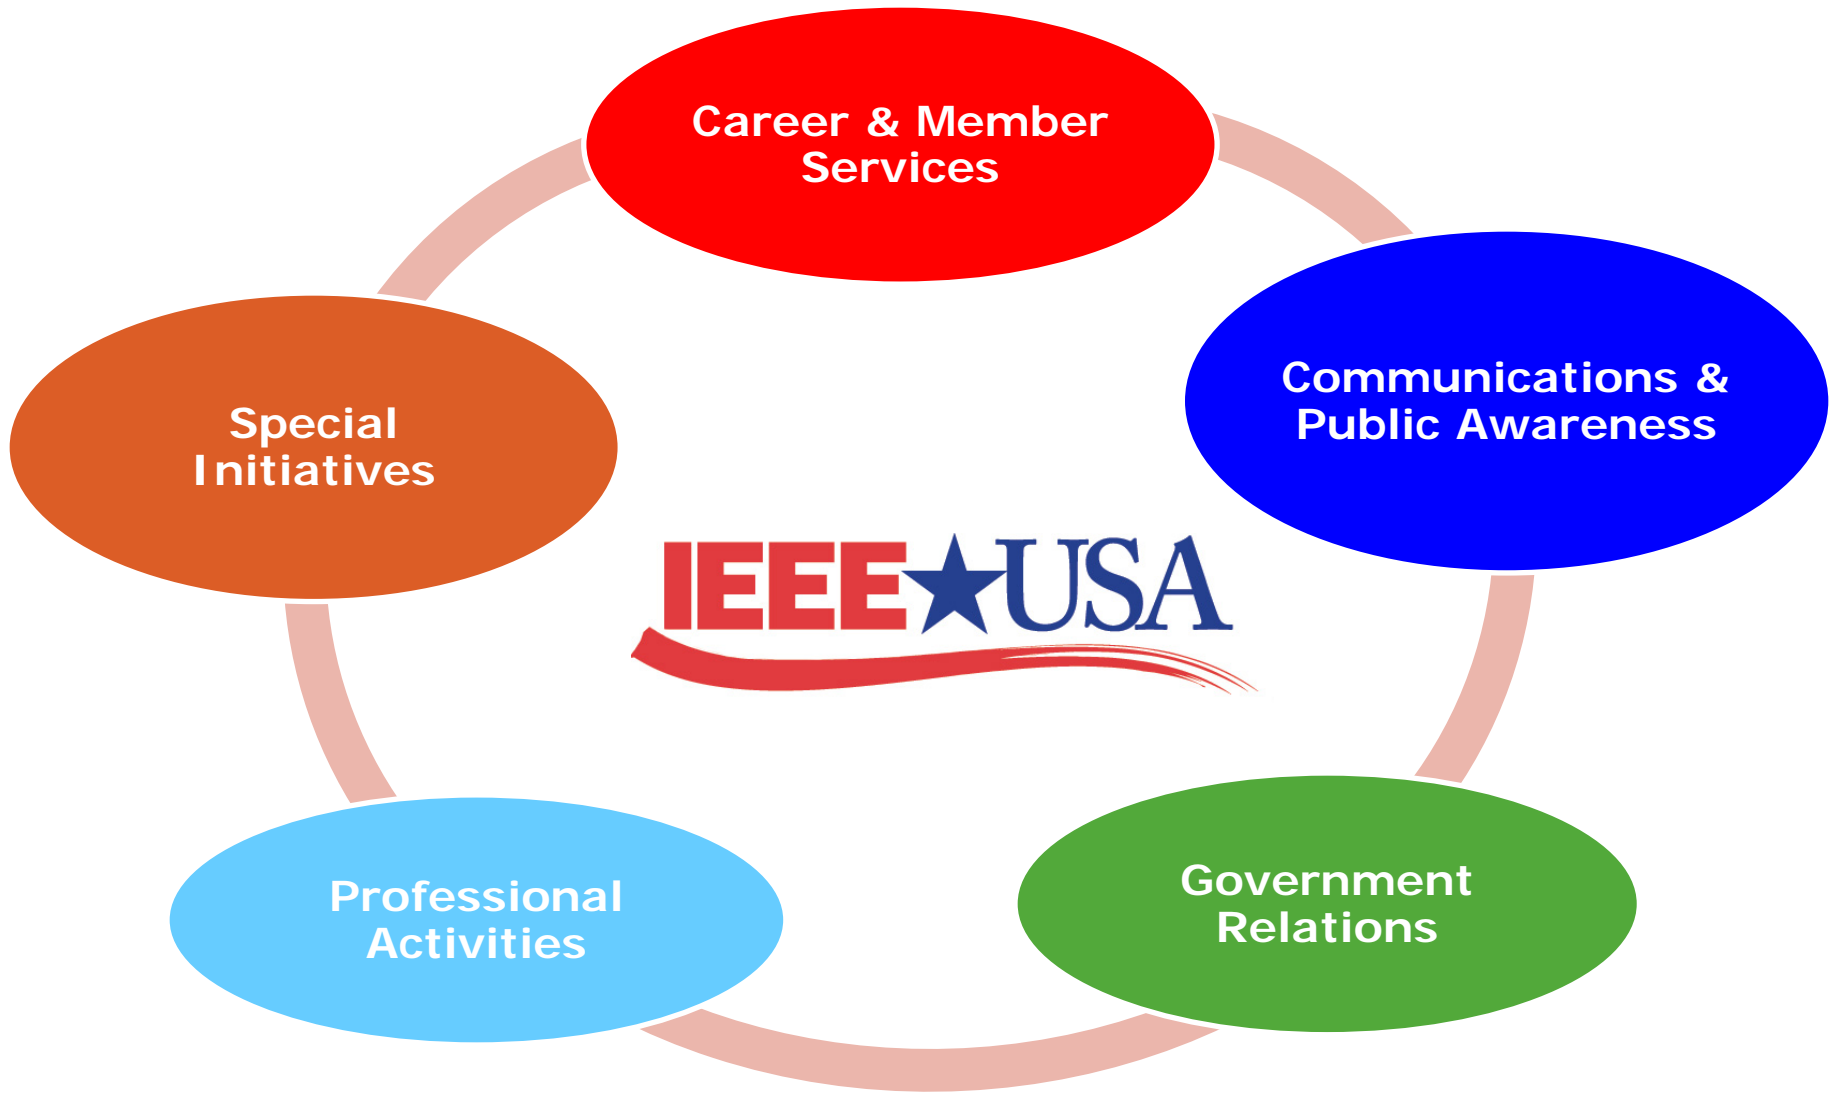 Career & Member
Services
Communications &
Public Awareness
Special
Initiatives
IEEE USA
Professional
Activities
Government
Relations